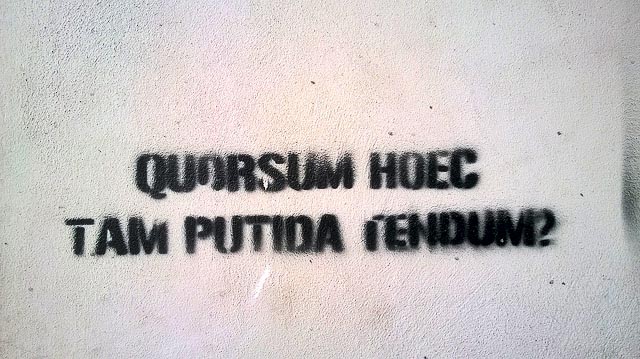 QUORSUM HOEC
TAM PUTIDA TENDUM?